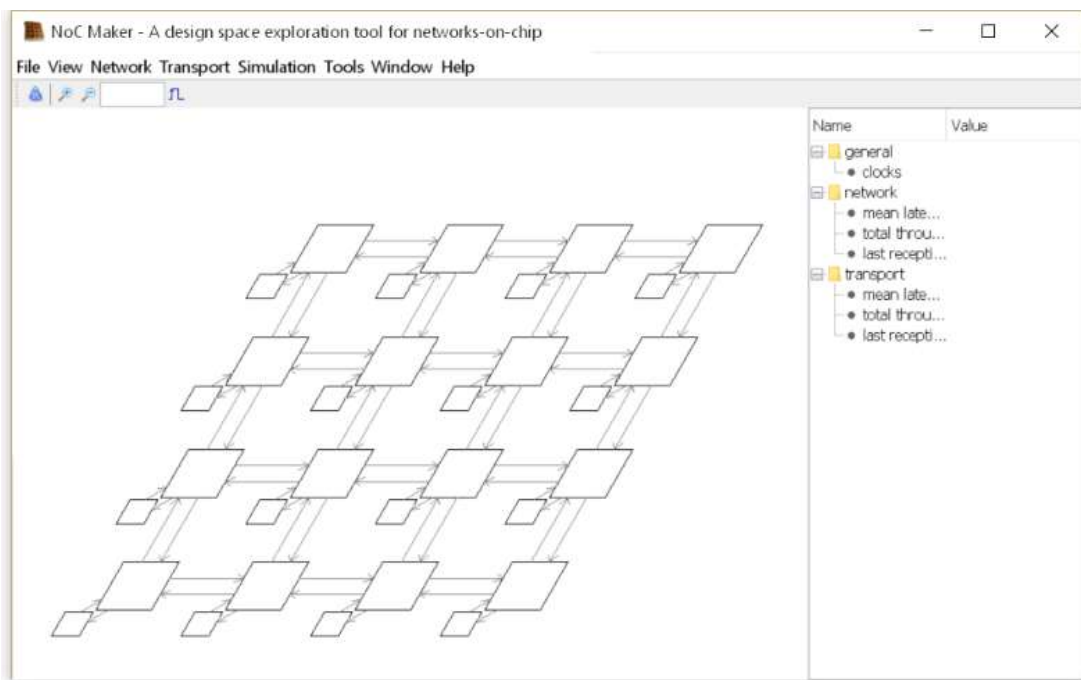 NoC Maker - A design space exploration tool for networks-on-chip
File View Network Transport Simulation Tools Window Help
Name Value
general
clocks
network
mean late...
total throu...
last recepti...
transport
mean late...
total throu...
last recepti...